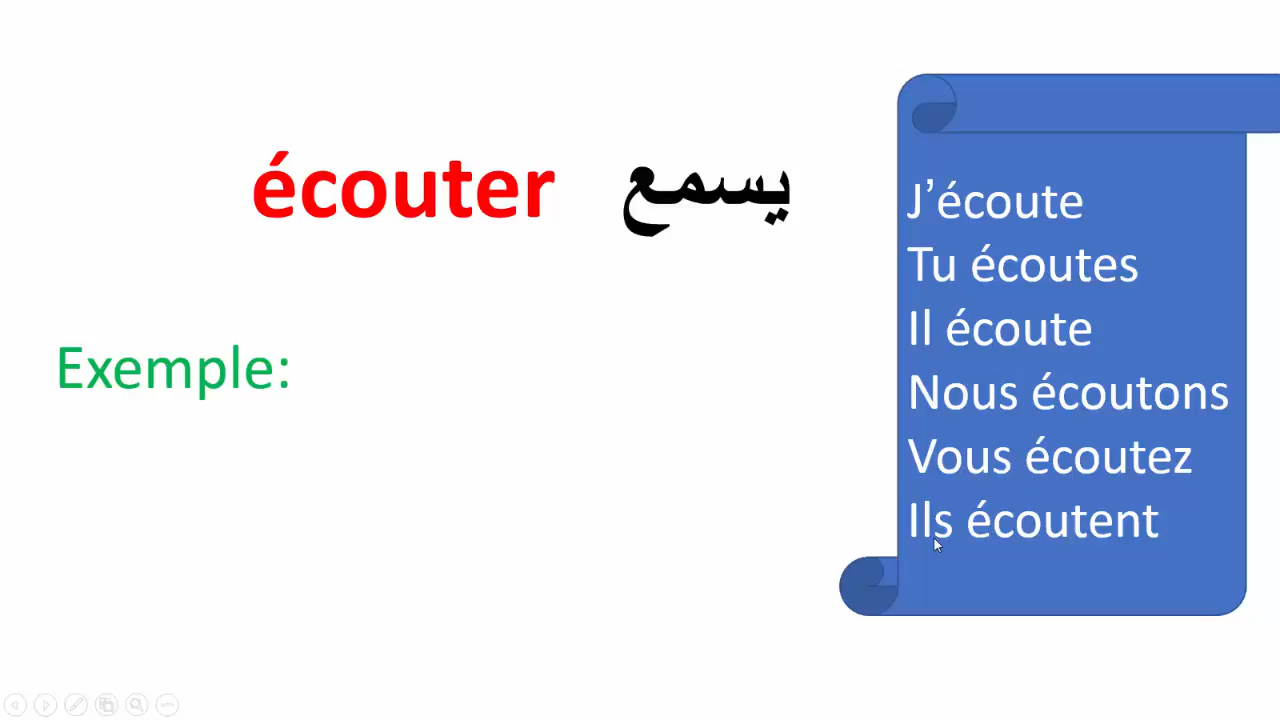 écouter يسمع
Exemple:
J’écoute
Tu écoutes
Il écoute
Nous écoutons
Vous écoutez
Ils écoutent